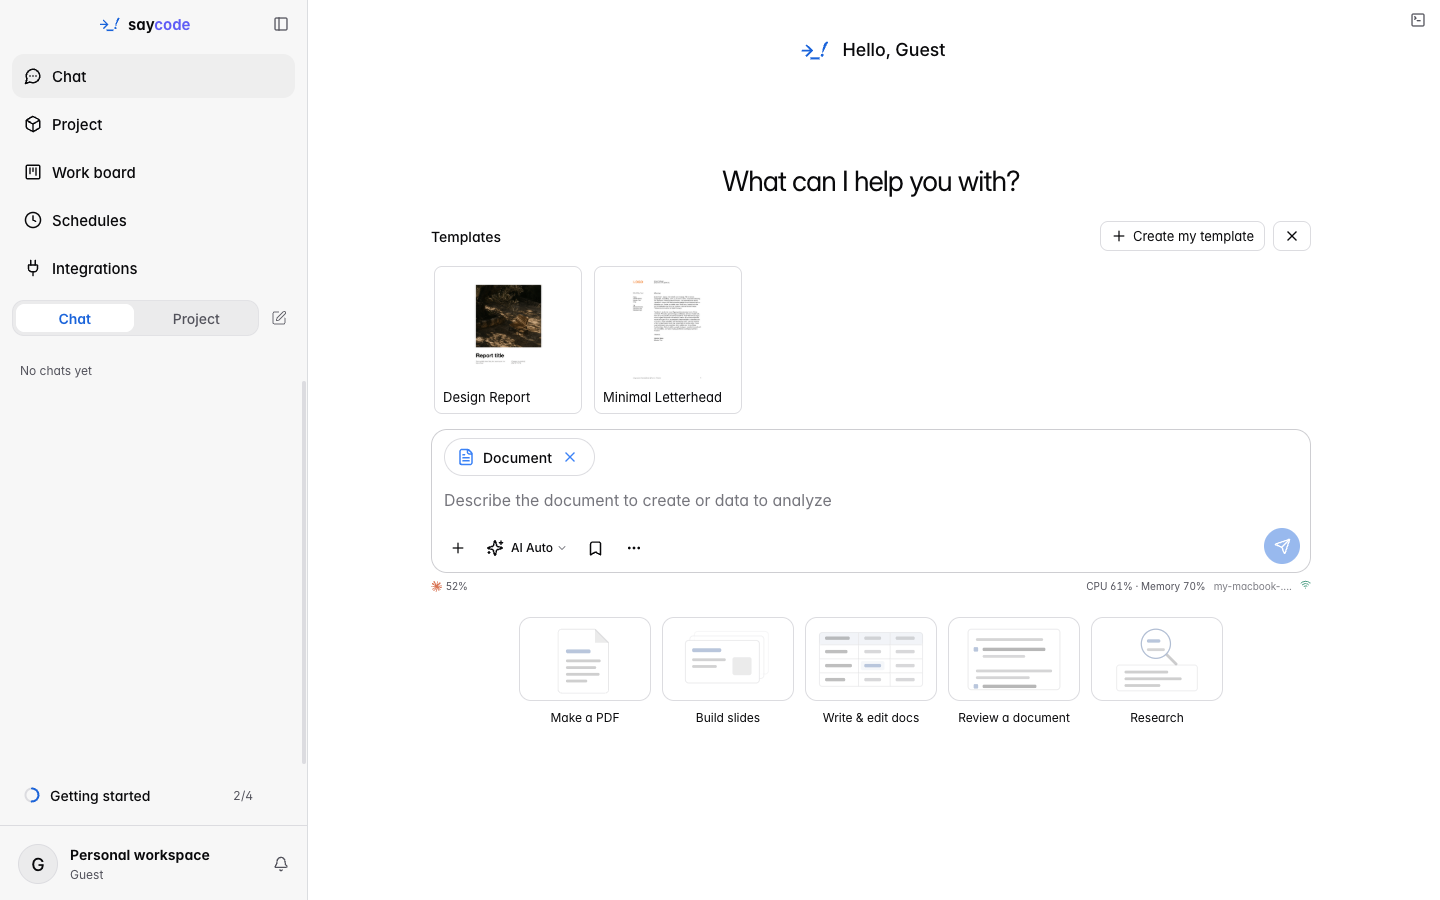 saycode
Chat
Project
Work board
Schedules
Integrations
Chat
Project
No chats yet
Getting started
2/4
G
Personal workspace
Guest
Hello, Guest
What can I help you with?
Templates
Create my template
Report title
Design Report
Minimal Letterhead
Document
Describe the document to create or data to analyze
AI Auto
52%
CPU 61% · Memory 70%
my-macbook-....
Make a PDF
Build slides
Write & edit docs
Review a document
Research